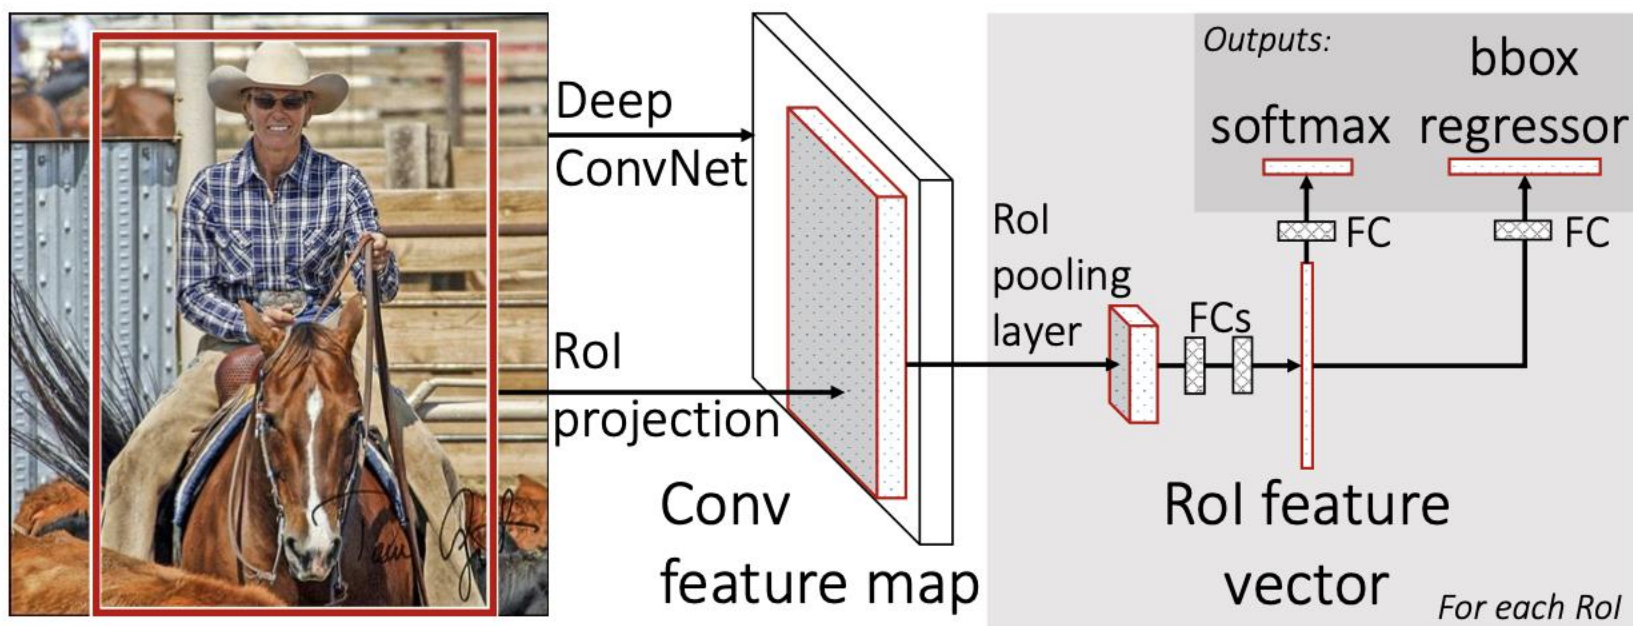 Deep
ConvNet
RoI
projection
Conv
feature map
RoI
pooling
layer
FCs
RoI feature
vector
For each RoI
Outputs:
softmax
bbox
regressor
FC
FC